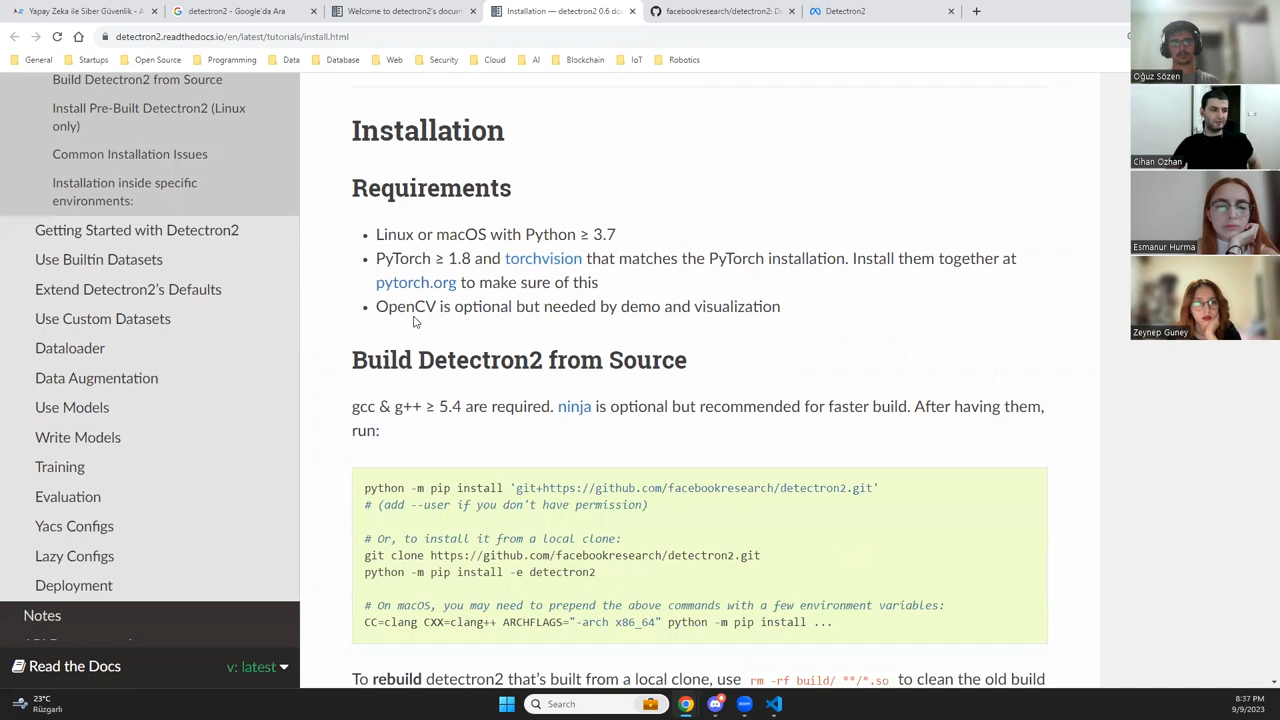 Yapay Zeka ile Siber Güvenlik - A
detectron2 - Google'da Ara
Welcome to detectron2's docum
Installation — detectron2 0.6 do
facebookresearch/detectron2: De
Detectron2
detectron2.readthedocs.io/en/latest/tutorials/install.html
General
Startups
Open Source
Programming
Data
Database
Web
Security
Cloud
AI
Blockchain
IoT
Robotics
Build Detectron2 from Source
Install Pre-Built Detectron2 (Linux
only)
Common Installation Issues
Installation inside specific
environments:
Getting Started with Detectron2
Use Builtin Datasets
Extend Detectron2's Defaults
Use Custom Datasets
Dataloader
Data Augmentation
Use Models
Write Models
Training
Evaluation
Yacs Configs
Lazy Configs
Deployment
Notes
Read the Docs
v: latest
Installation
Requirements
• Linux or macOS with Python ≥ 3.7
• PyTorch ≥ 1.8 and torchvision that matches the PyTorch installation. Install them together at
pytorch.org to make sure of this
• OpenCV is optional but needed by demo and visualization
Build Detectron2 from Source
gcc & g++ ≥ 5.4 are required. ninja is optional but recommended for faster build. After having them,
run:
python -m pip install 'git+https://github.com/facebookresearch/detectron2.git'
# (add --user if you don't have permission)
# Or, to install it from a local clone:
git clone https://github.com/facebookresearch/detectron2.git
python -m pip install -e detectron2
# On macOS, you may need to prepend the above commands with a few environment variables:
CC=clang CXX=clang++ ARCHFLAGS="-arch x86_64" python -m pip install ...
To rebuild detectron2 that's built from a local clone, use rm -rf build/ **/*.so to clean the old build
Oğuz Sözen
Cihan Ozhan
Esmanur Hurma
Zeynep Guney
23°C
Rüzgarlı
Search
8:37 PM
9/9/2023